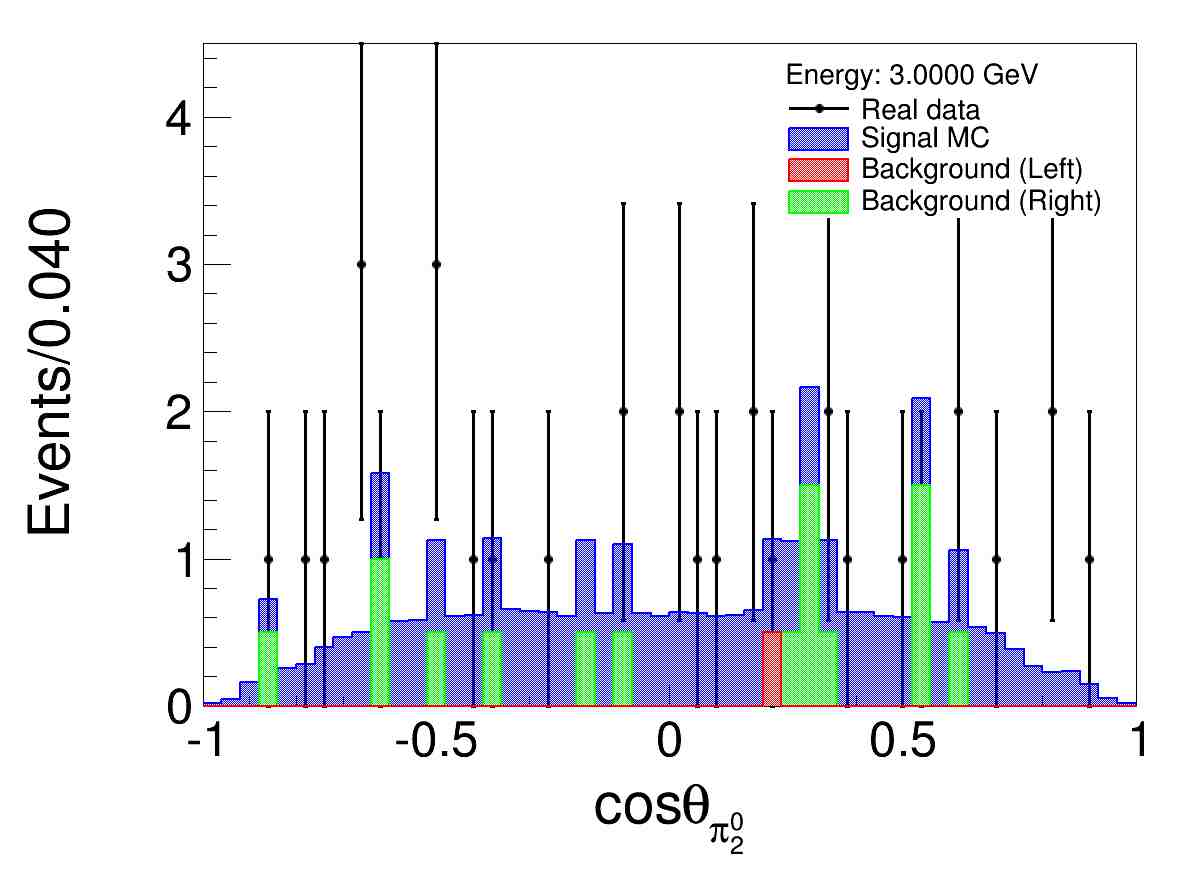 Energy: 3.0000 GeV
Real data
Signal MC
Background (Left)
Background (Right)
Events/0.040
4
3
2
1
0
-1 -0.5 0 0.5 1
cosθπ⁰₂